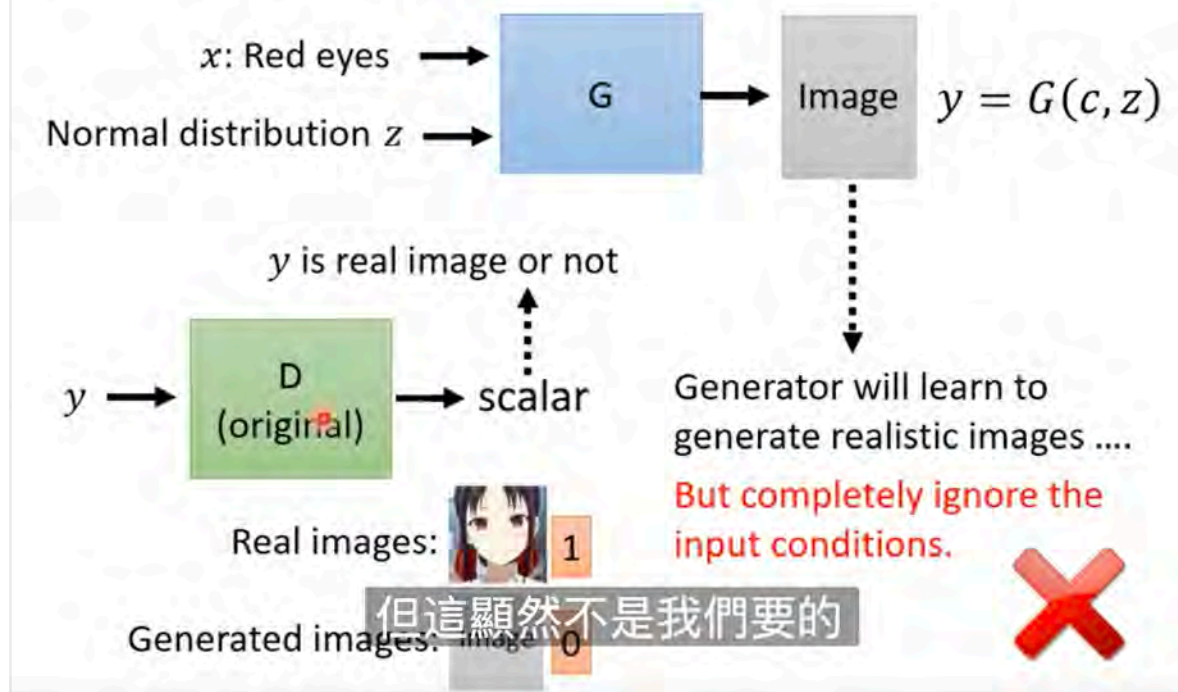 x: Red eyes
Normal distribution z
G
Image
y = G(c, z)
y is real image or not
y
D
(original)
scalar
Generator will learn to
generate realistic images ....
But completely ignore the
input conditions.
Real images:
1
但這顯然不是我們要的
Generated images:
image
0